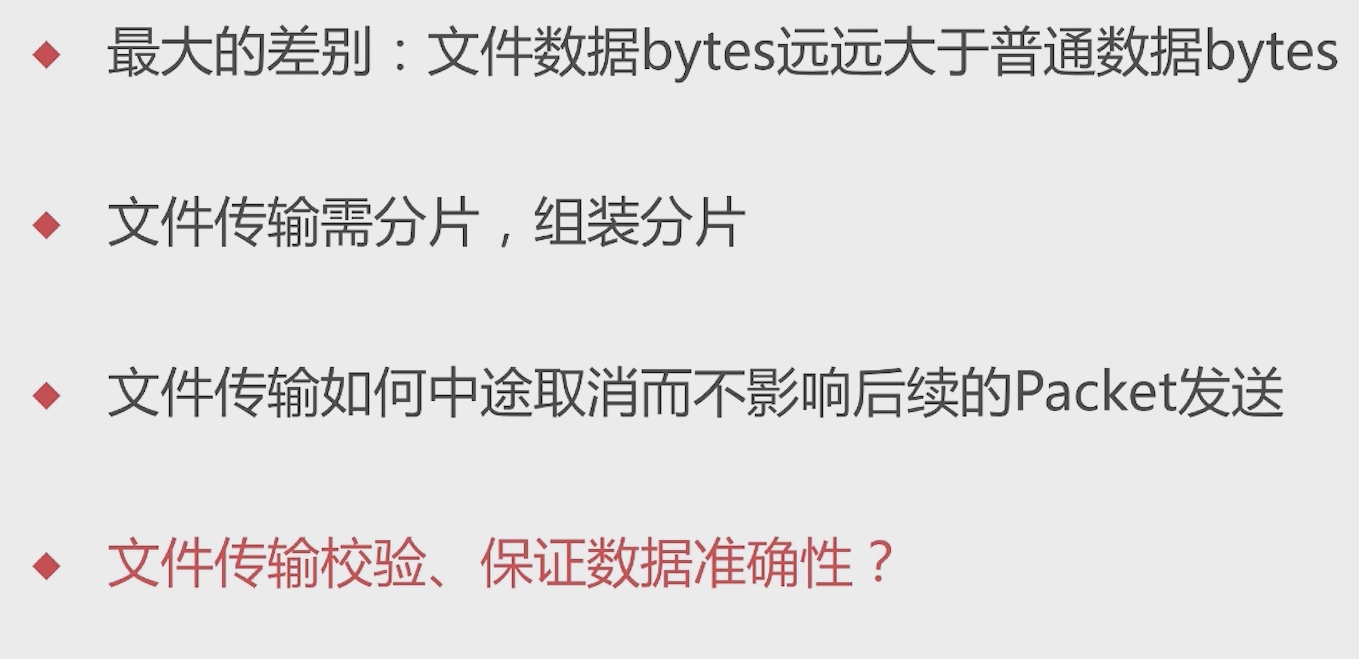 最大的差别：文件数据bytes远远大于普通数据bytes
文件传输需分片，组装分片
文件传输如何中途取消而不影响后续的Packet发送
文件传输校验、保证数据准确性？